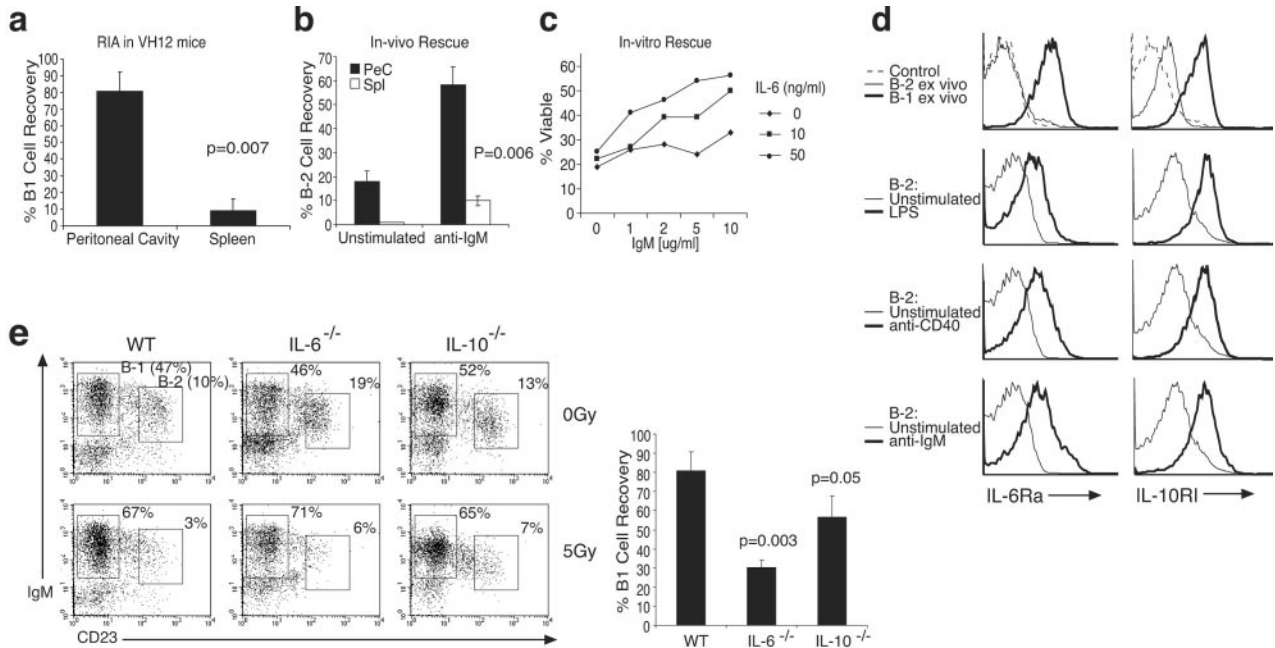 a
RIA in VH12 mice
% B1 Cell Recovery
100
90
80
70
60
50
40
30
20
10
p=0.007
Peritoneal Cavity
Spleen
b
In-vivo Rescue
% B-2 Cell Recovery
70
60
50
40
30
20
10
0
PeC
Spl
P=0.006
Unstimulated
anti-IgM
c
In-vitro Rescue
% Viable
60
50
40
30
20
10
0
0 1 2 5 10
IgM [ug/ml]
IL-6 (ng/ml)
0
10
50
d
Control
B-2 ex vivo
B-1 ex vivo
B-2:
Unstimulated
LPS
B-2:
Unstimulated
anti-CD40
B-2:
Unstimulated
anti-IgM
IL-6Ra
IL-10RI
e
WT
IL-6 -/-
IL-10 -/-
B-1 (47%)
B-2 (10%)
46%
19%
52%
13%
0Gy
67%
3%
71%
6%
65%
7%
5Gy
IgM
CD23
% B1 Cell Recovery
100
90
80
70
60
50
40
30
20
10
0
p=0.003
p=0.05
WT
IL-6 -/-
IL-10 -/-